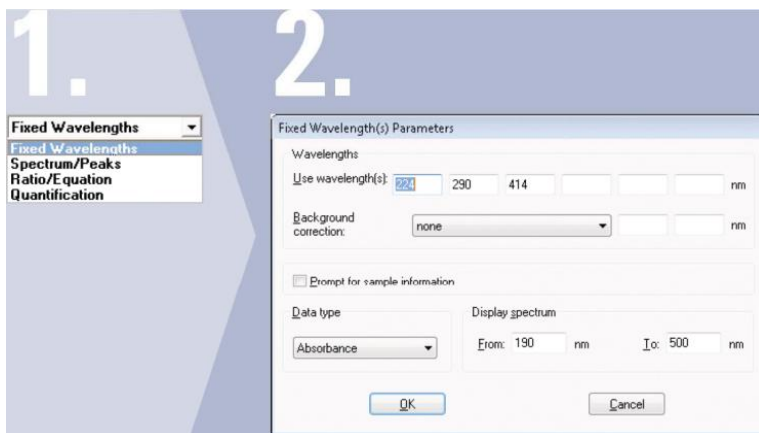 1.
2.
Fixed Wavelengths
Fixed Wavelengths
Spectrum/Peaks
Ratio/Equation
Quantification
Fixed Wavelength(s) Parameters
Wavelengths
Use wavelength(s): 224 290 414 nm
Background correction: none nm
Prompt for sample information
Data type
Absorbance
Display spectrum
From: 190 nm To: 500 nm
OK
Cancel